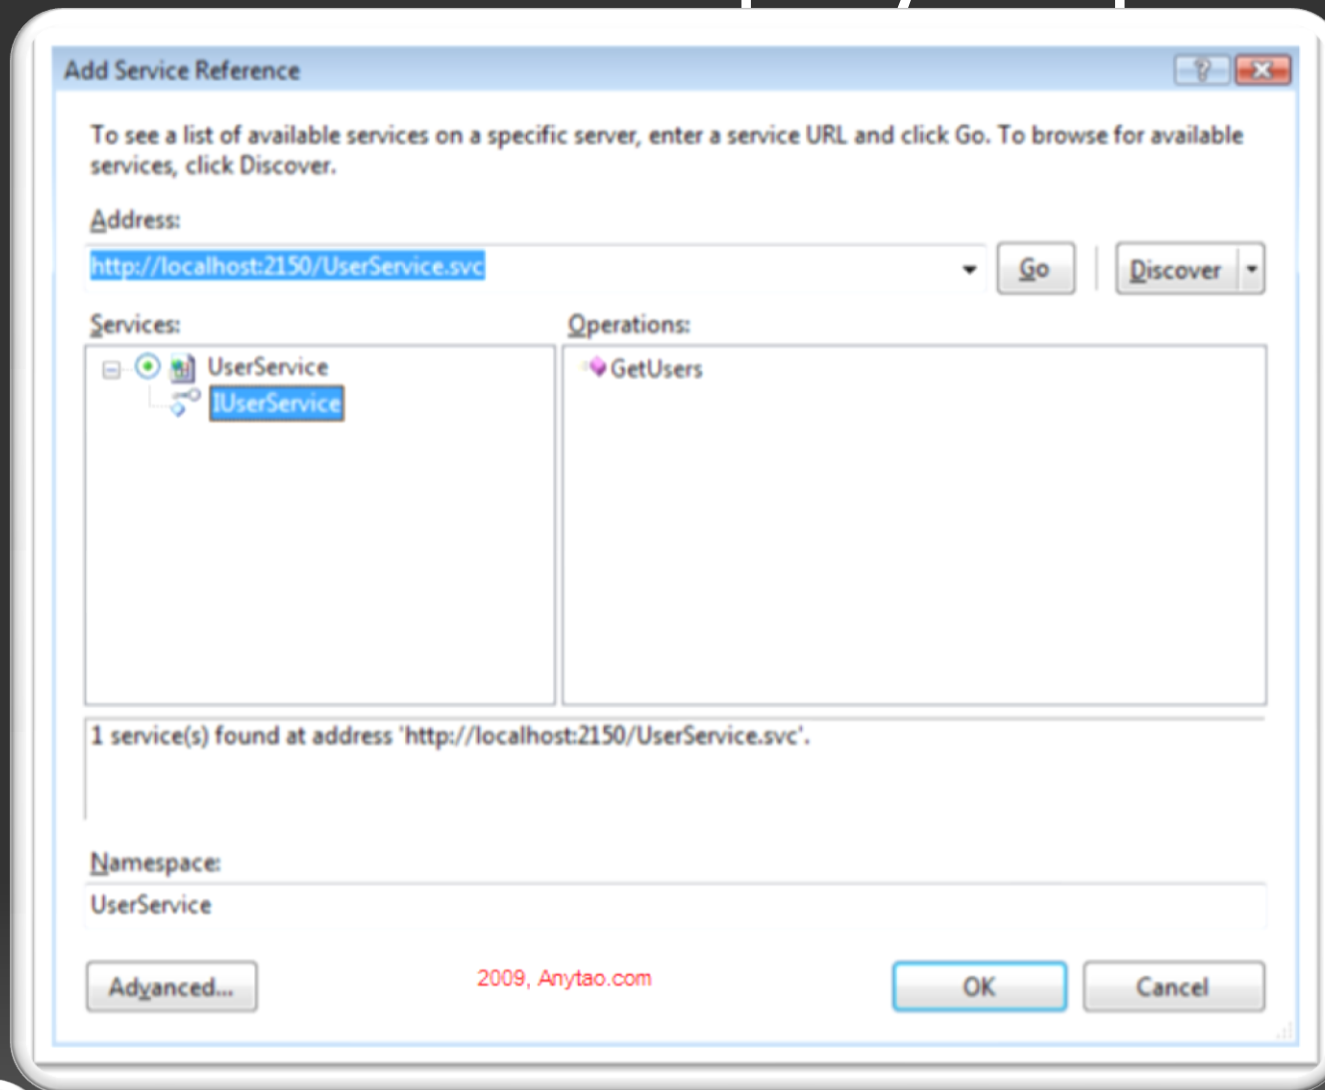 Add Service Reference
To see a list of available services on a specific server, enter a service URL and click Go. To browse for available
services, click Discover.
Address:
http://localhost:2150/UserService.svc
Go
Discover
Services:
Operations:
UserService
IUserService
GetUsers
1 service(s) found at address 'http://localhost:2150/UserService.svc'.
Namespace:
UserService
Advanced...
2009, Anytao.com
OK
Cancel